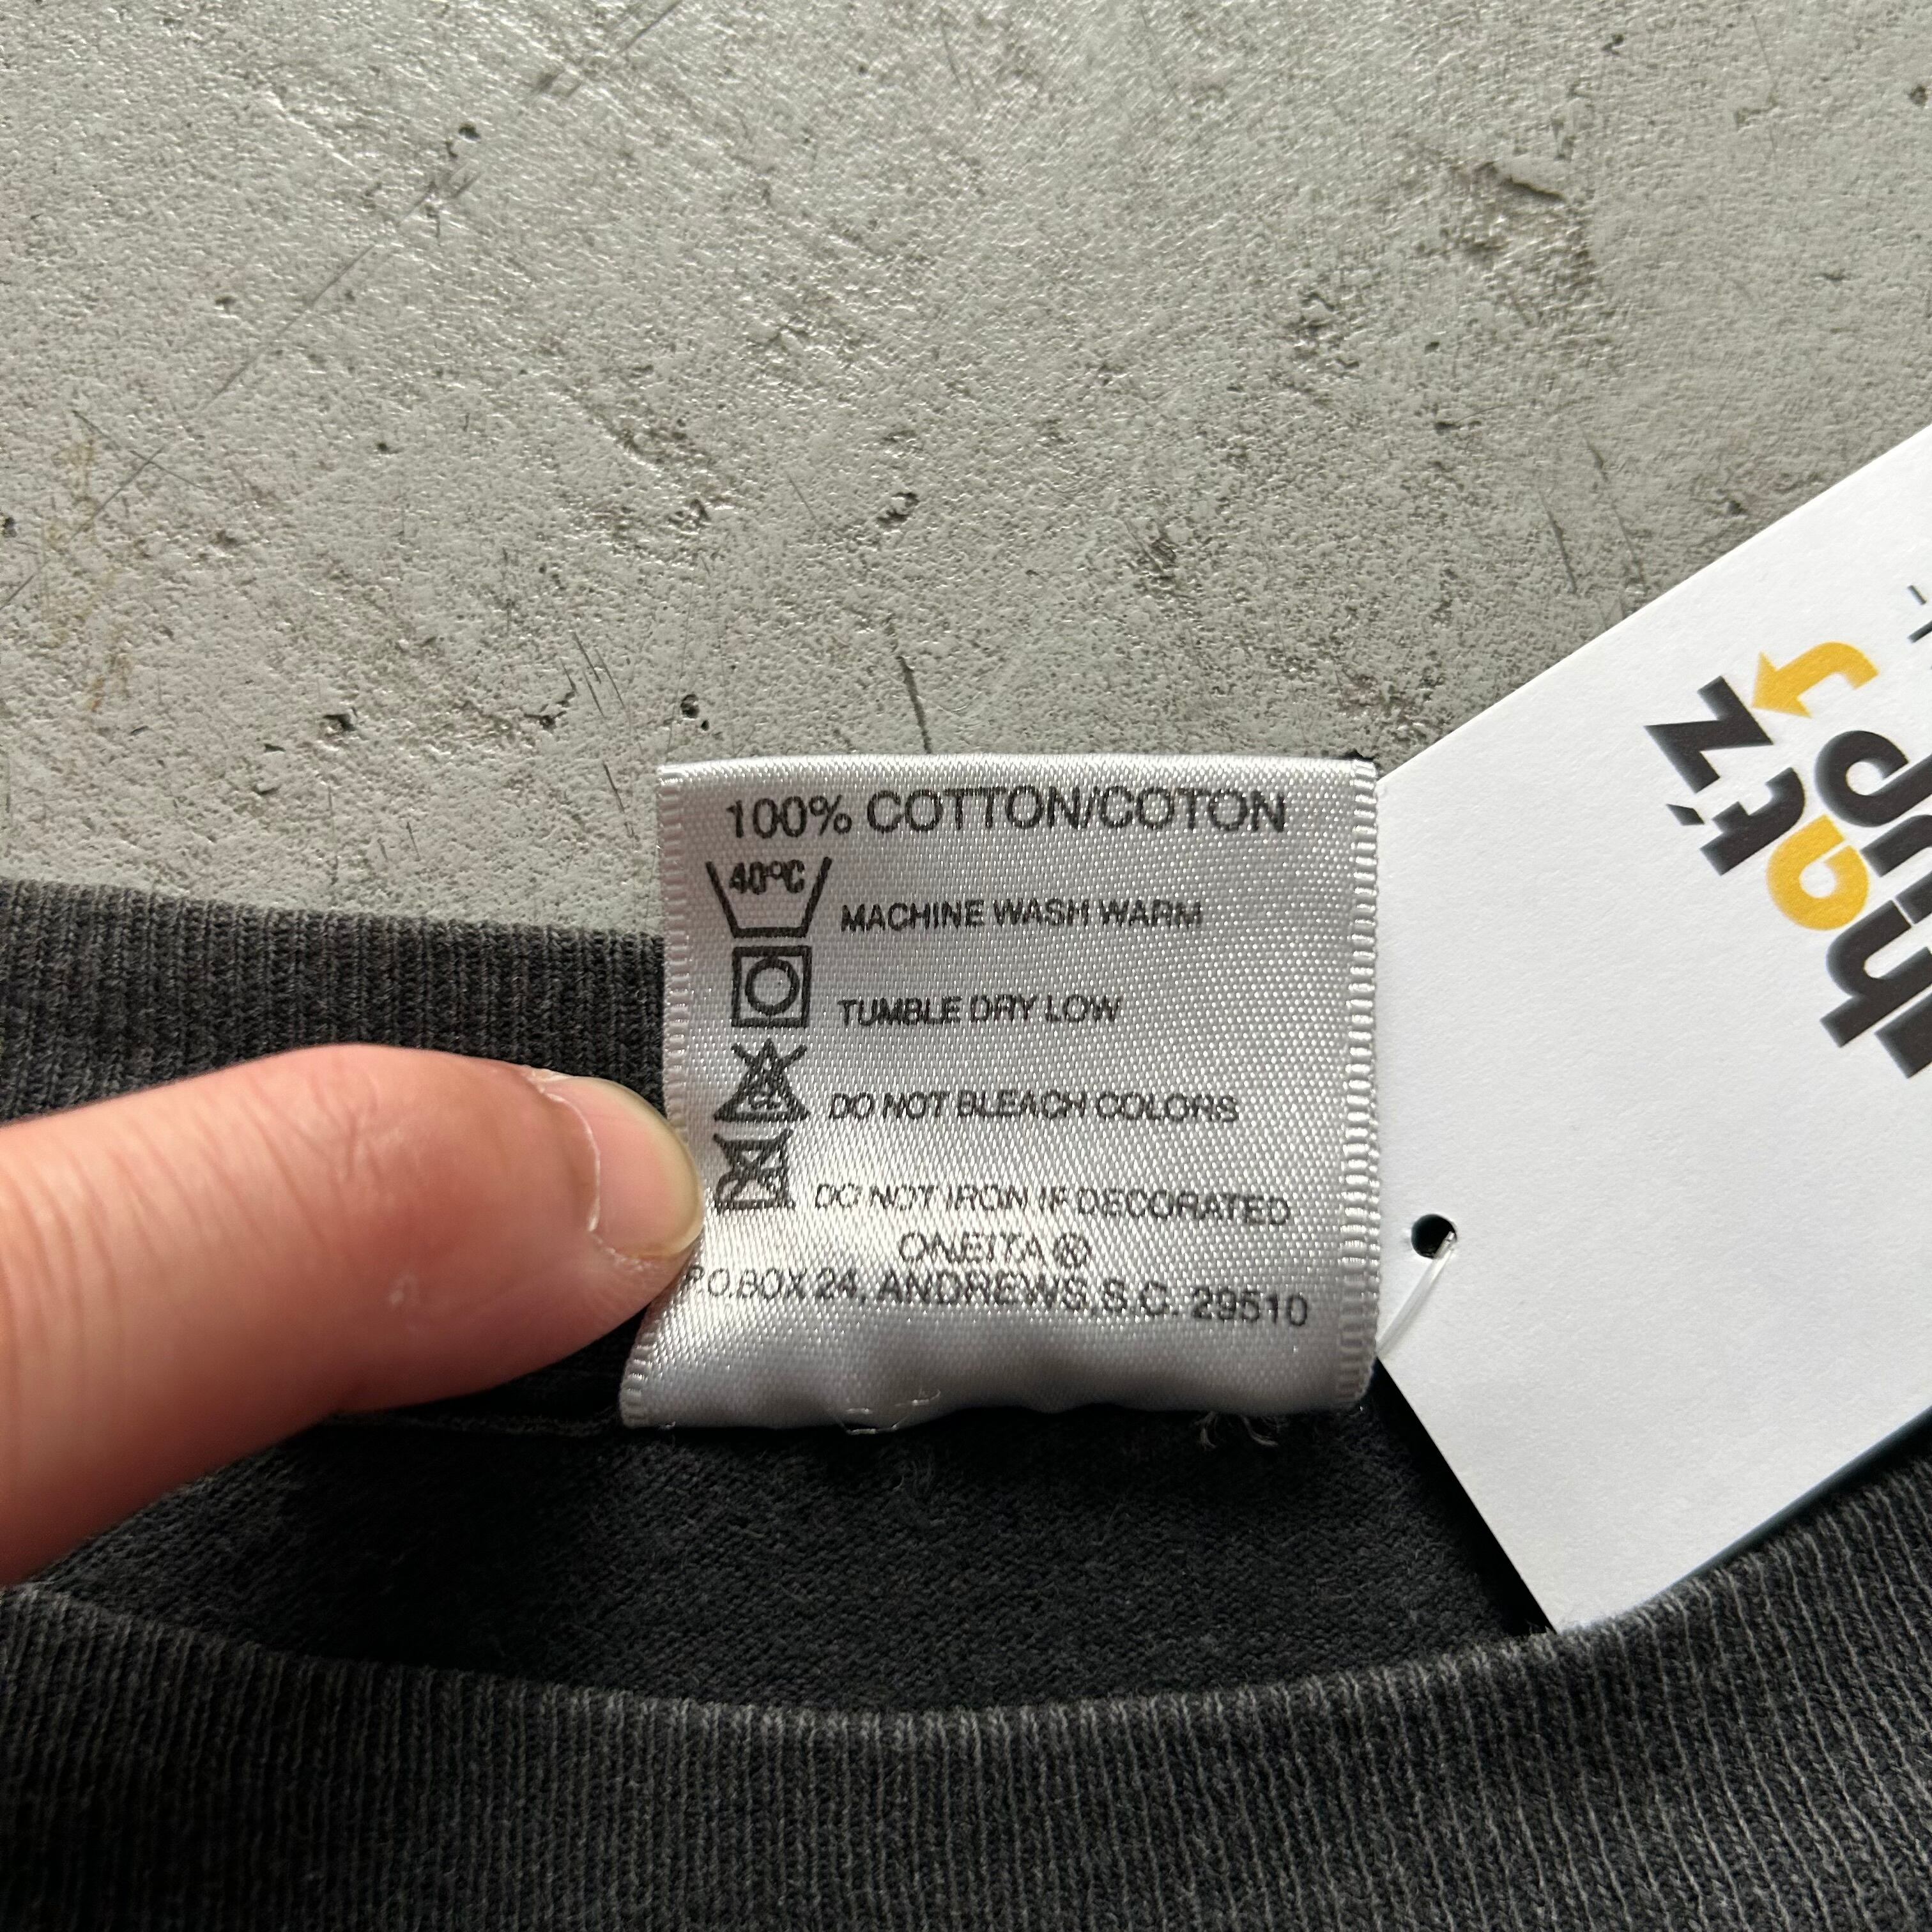 100% COTTON/COTON
40°C
MACHINE WASH WARM
TUMBLE DRY LOW
DO NOT BLEACH COLORS
DO NOT IRON IF DECORATED
ONEITA ®
P.O.BOX 24, ANDREWS,S.C. 29510